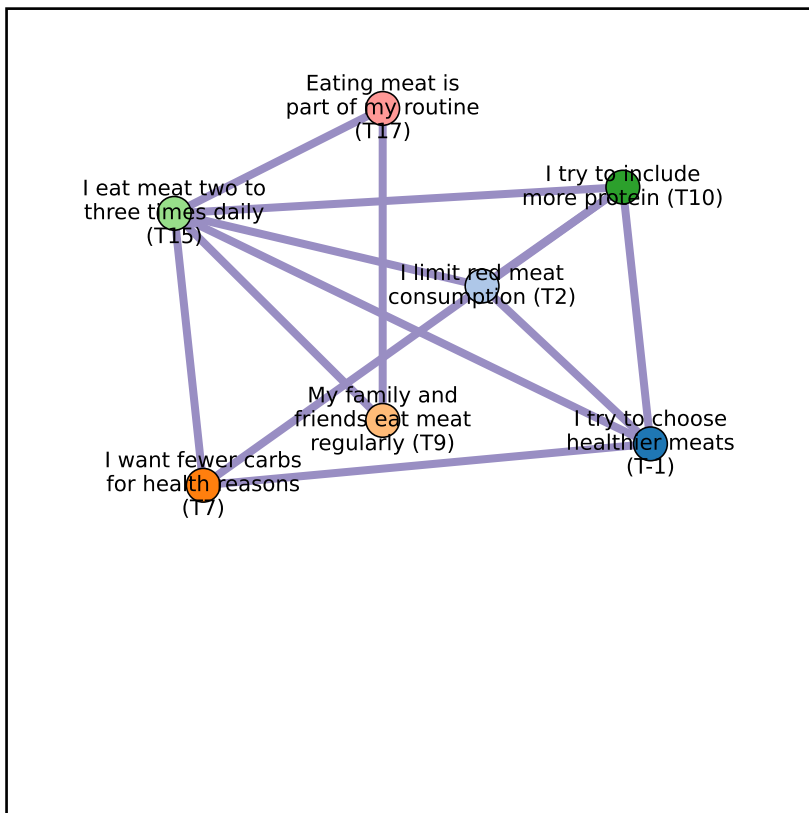 Eating meat is
part of my routine
(T17)
I try to include
more protein (T10)
I eat meat two to
three times daily
(T15)
I limit red meat
consumption (T2)
My family and
friends eat meat
regularly (T9)
I try to choose
healthier meats
(T-1)
I want fewer carbs
for health reasons
(T7)